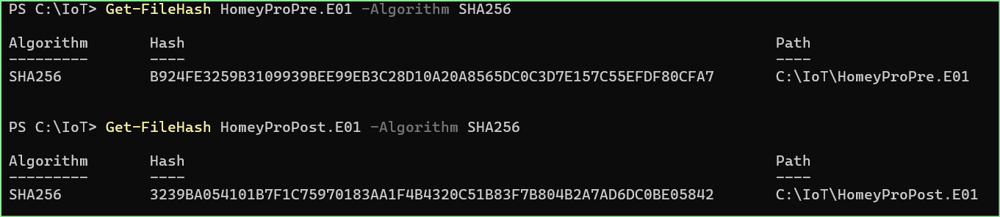 PS C:\IoT> Get-FileHash HomeyProPre.E01 -Algorithm SHA256
Algorithm Hash Path
--------- ---- ----
SHA256 B924FE3259B3109939BEE99EB3C28D10A20A8565DC0C3D7E157C55EFDF80CFA7 C:\IoT\HomeyProPre.E01
PS C:\IoT> Get-FileHash HomeyProPost.E01 -Algorithm SHA256
Algorithm Hash Path
--------- ---- ----
SHA256 3239BA054101B7F1C75970183AA1F4B4320C51B83F7B804B2A7AD6DC0BE05842 C:\IoT\HomeyProPost.E01